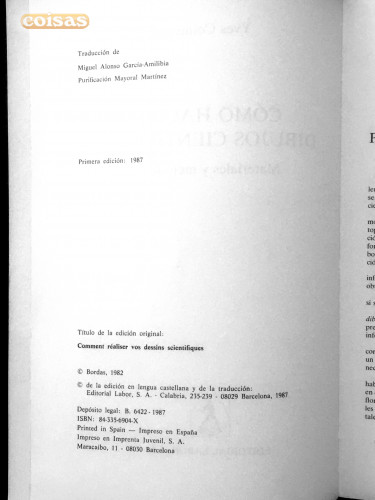 coisas
Traducción de
Miguel Alonso García-Amilibia
Purificación Mayoral Martínez
Primera edición: 1987
Título de la edición original:
Comment réaliser vos dessins scientifiques
© Bordas, 1982
© de la edición en lengua castellana y de la traducción:
Editorial Labor, S. A. - Calabria, 235-239 - 08029 Barcelona, 1987
Depósito legal: B. 6422 - 1987
ISBN: 84-335-6904-X
Printed in Spain — Impreso en España
Impreso en Imprenta Juvenil, S. A.
Maracaibo, 11 - 08030 Barcelona